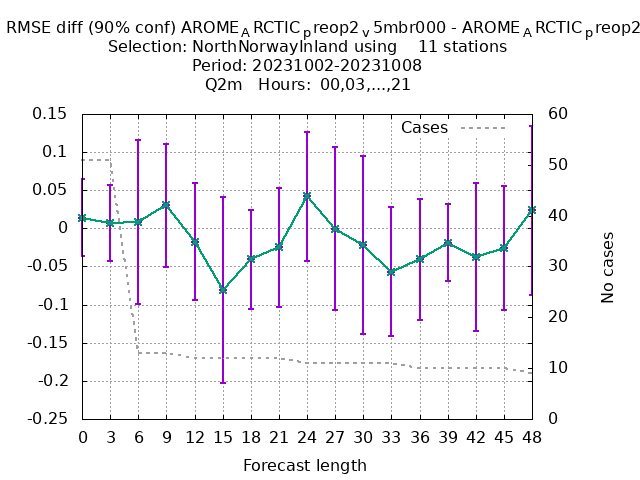 RMSE diff (90% conf) AROME_ARCTIC_preop2_v5mbr000 - AROME_ARCTIC_preop2
Selection: NorthNorwayInland using 11 stations
Period: 20231002-20231008
Q2m Hours: 00,03,...,21
Cases
0.15
0.1
0.05
0
-0.05
-0.1
-0.15
-0.2
-0.25
60
50
40
30
20
10
0
No cases
0 3 6 9 12 15 18 21 24 27 30 33 36 39 42 45 48
Forecast length